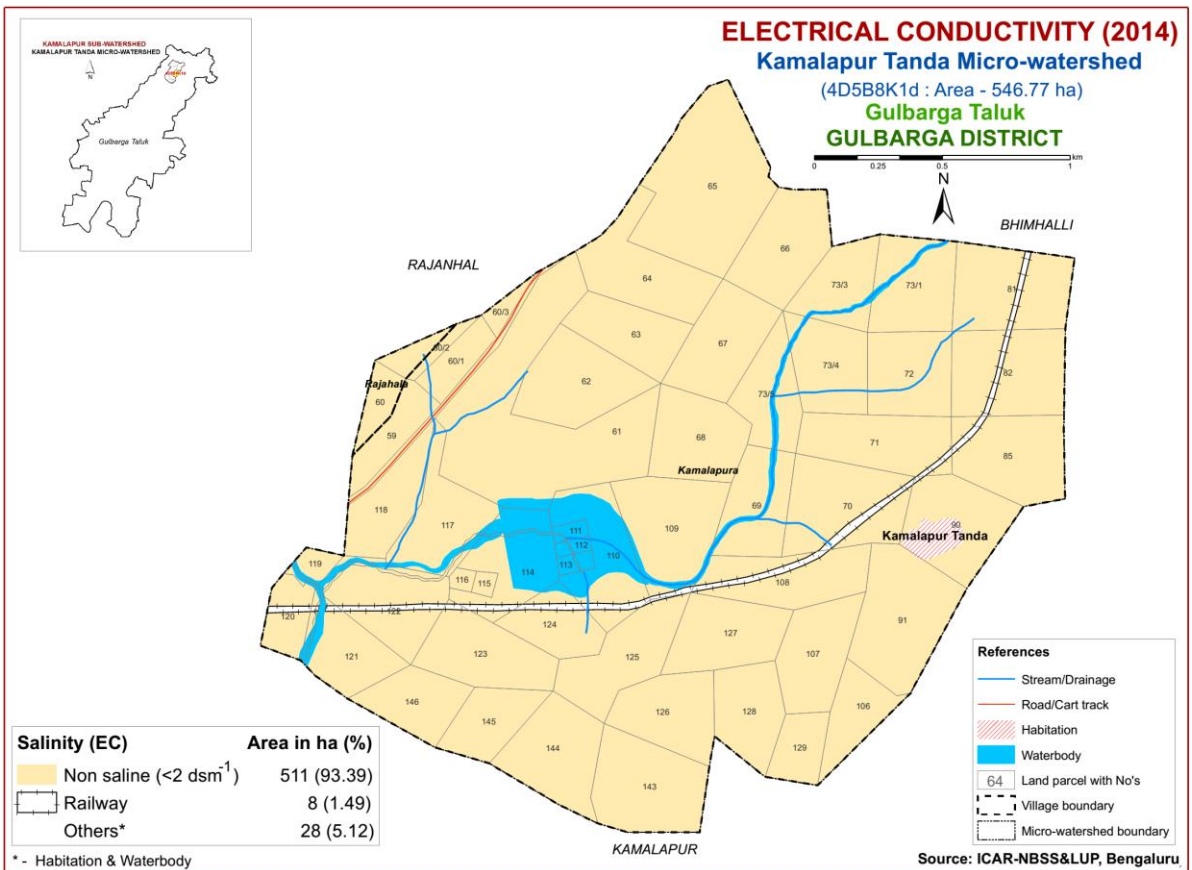 KAMALAPUR SUB-WATERSHED
KAMALAPUR TANDA MICRO-WATERSHED
N
Gulbarga Taluk
ELECTRICAL CONDUCTIVITY (2014)
Kamalapur Tanda Micro-watershed
(4D5B8K1d : Area - 546.77 ha)
Gulbarga Taluk
GULBARGA DISTRICT
km
0 0.25 0.5 1
N
BHIMHALLI
RAJANHAL
65
66
64
73/3 73/1
81
60/3
63
67
60/2
60/1
73/4
72
82
Rajahala
60
62
73/5
59
61
68
71
85
Kamalapura
118
117
69
70
109
90
Kamalapur Tanda
111
112
110
113
114
119
116 115
108
120
122
124
127
91
121
123
125
107
146
145
126
128
106
144
129
143
KAMALAPUR
Salinity (EC) Area in ha (%)
Non saline (<2 dsm-1) 511 (93.39)
Railway 8 (1.49)
Others* 28 (5.12)
* - Habitation & Waterbody
References
Stream/Drainage
Road/Cart track
Habitation
Waterbody
64 Land parcel with No's
Village boundary
Micro-watershed boundary
Source: ICAR-NBSS&LUP, Bengaluru